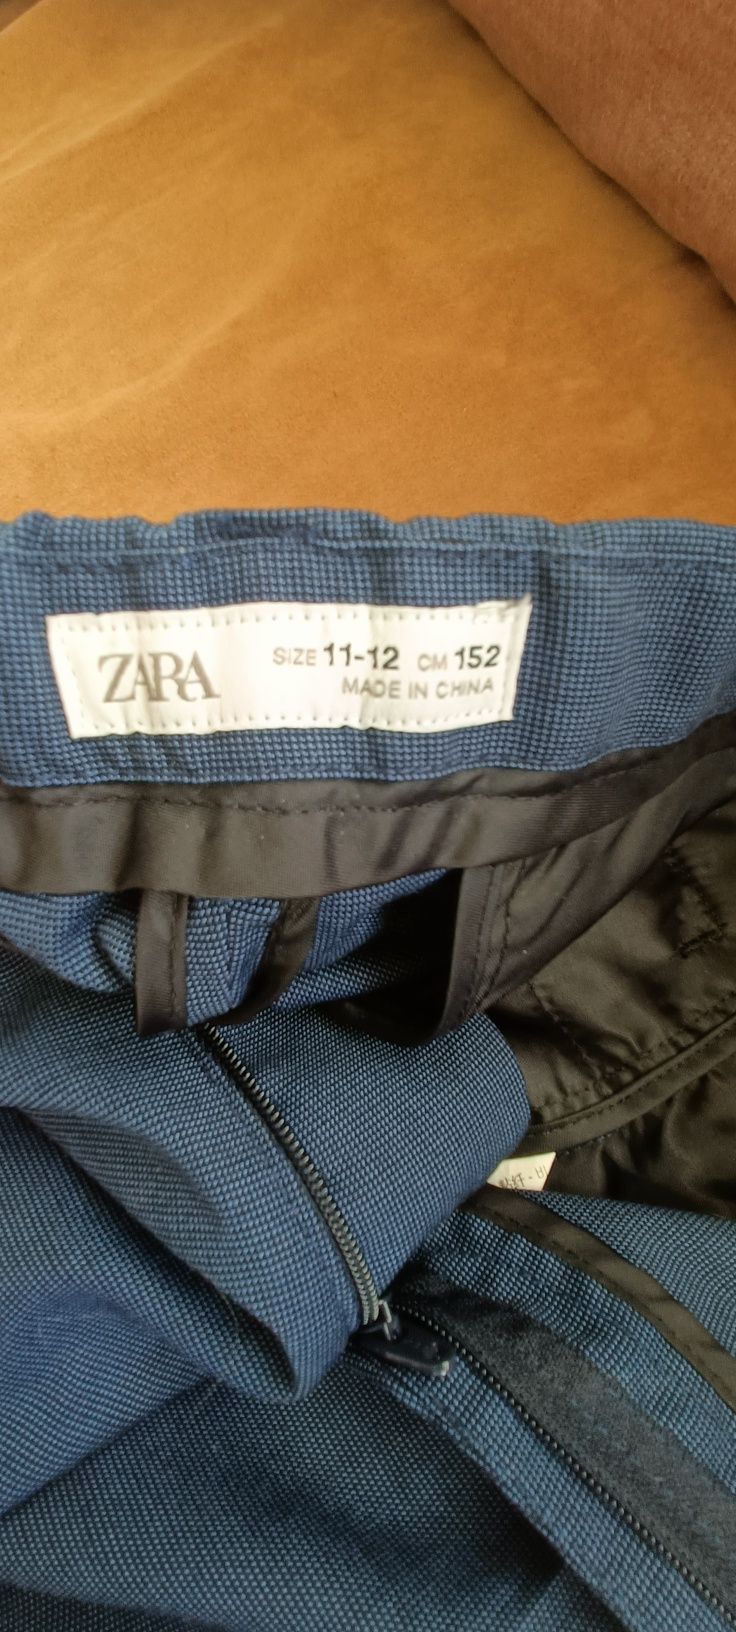 ZARA
SIZE 11-12 CM 152
MADE IN CHINA